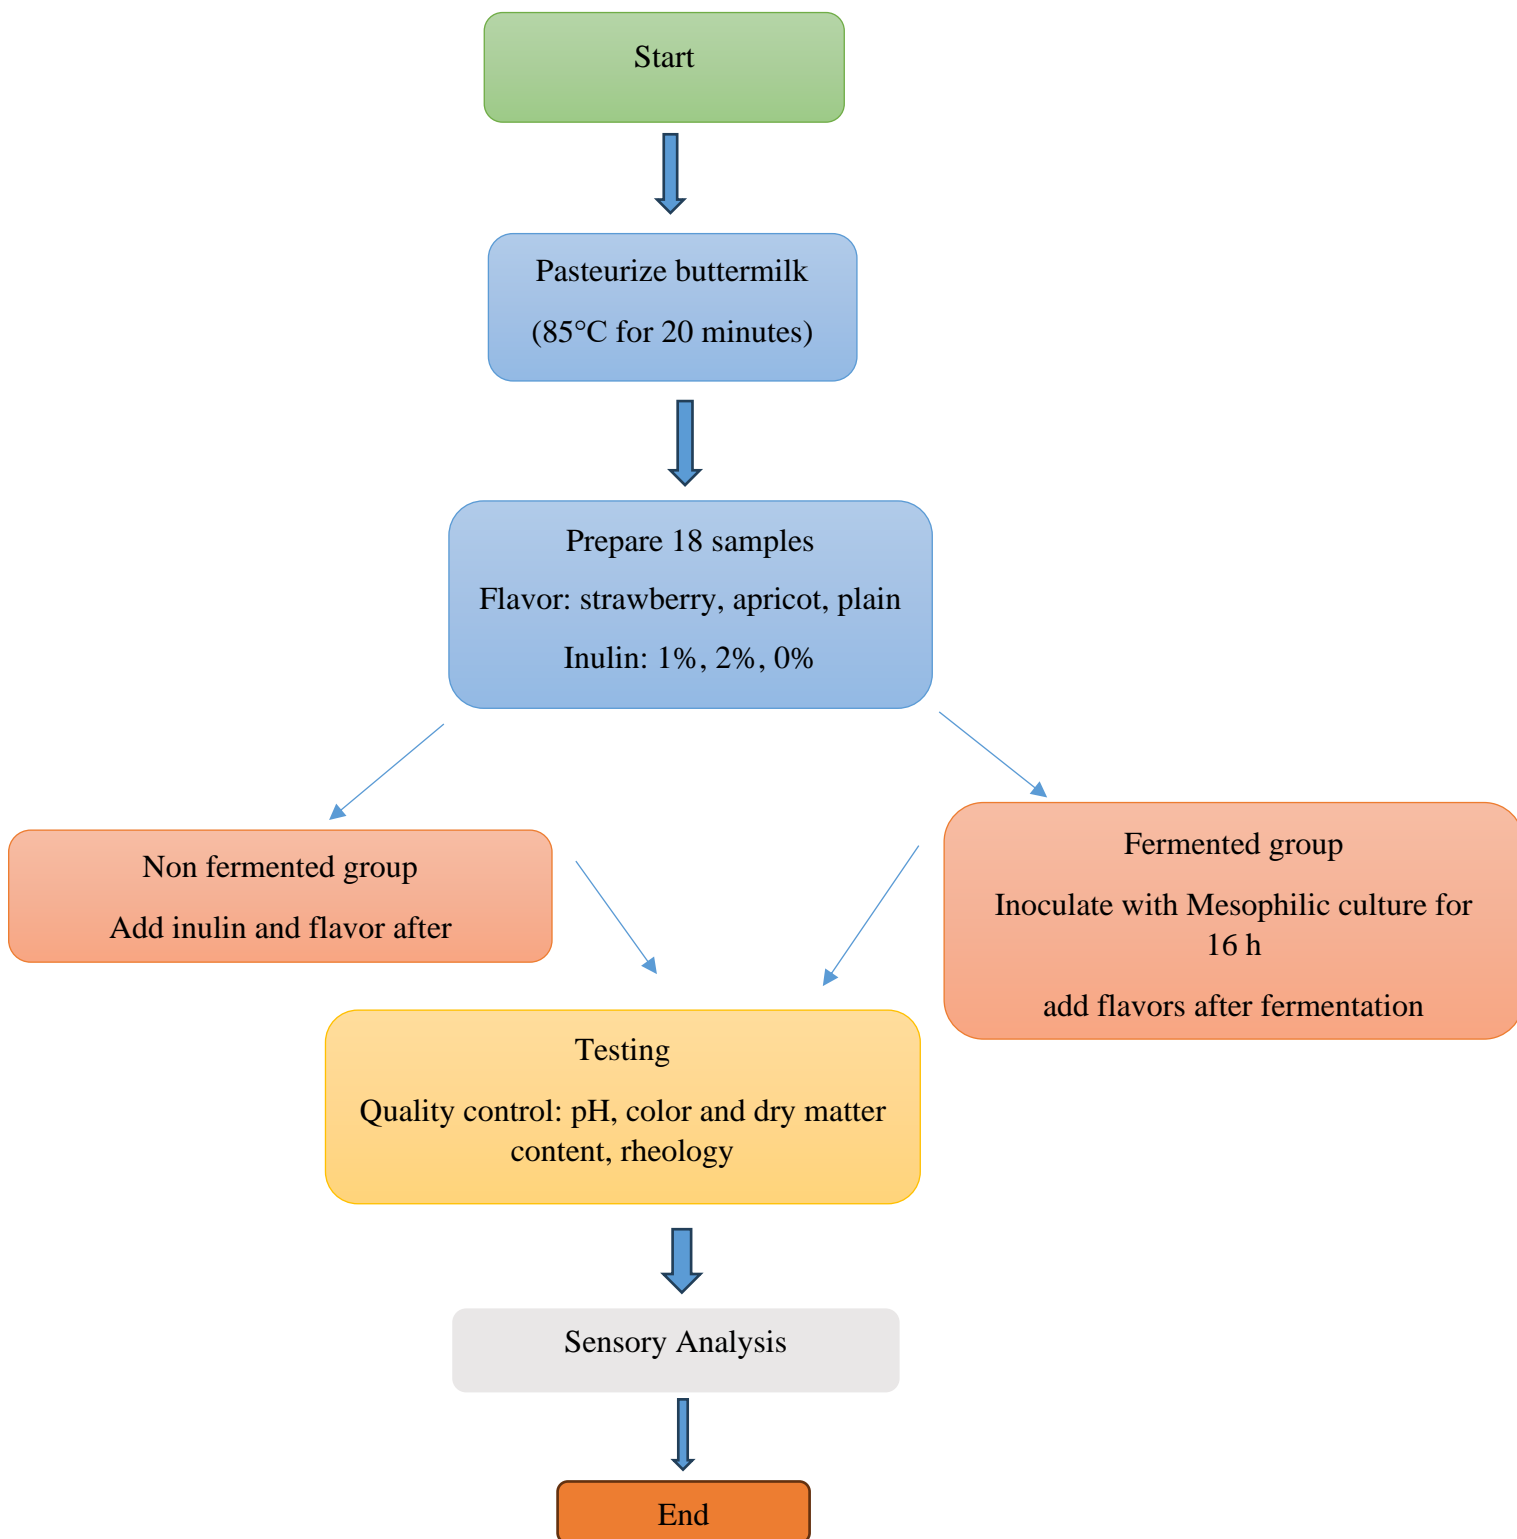 Start
Pasteurize buttermilk
(85°C for 20 minutes)
Prepare 18 samples
Flavor: strawberry, apricot, plain
Inulin: 1%, 2%, 0%
Non fermented group
Add inulin and flavor after
Fermented group
Inoculate with Mesophilic culture for
16 h
add flavors after fermentation
Testing
Quality control: pH, color and dry matter
content, rheology
Sensory Analysis
End